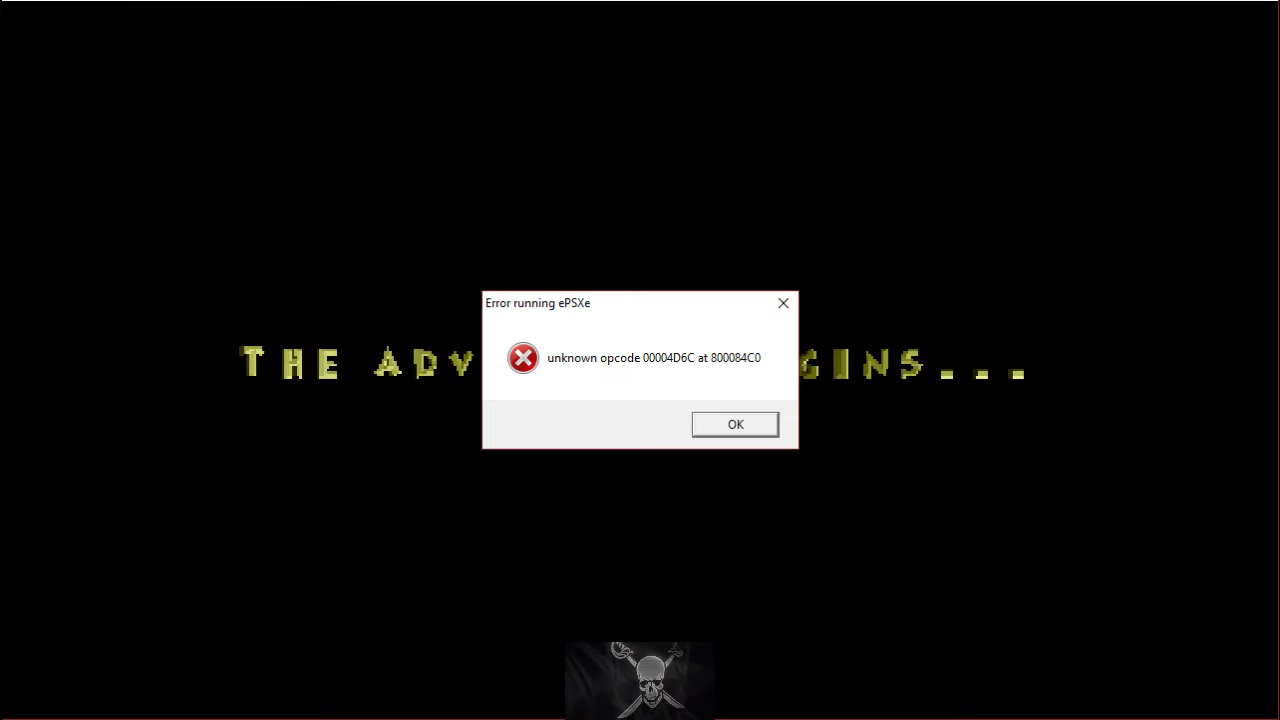 Error running ePSXe
unknown opcode 00004D6C at 800084C0
THE ADV GINS...
OK